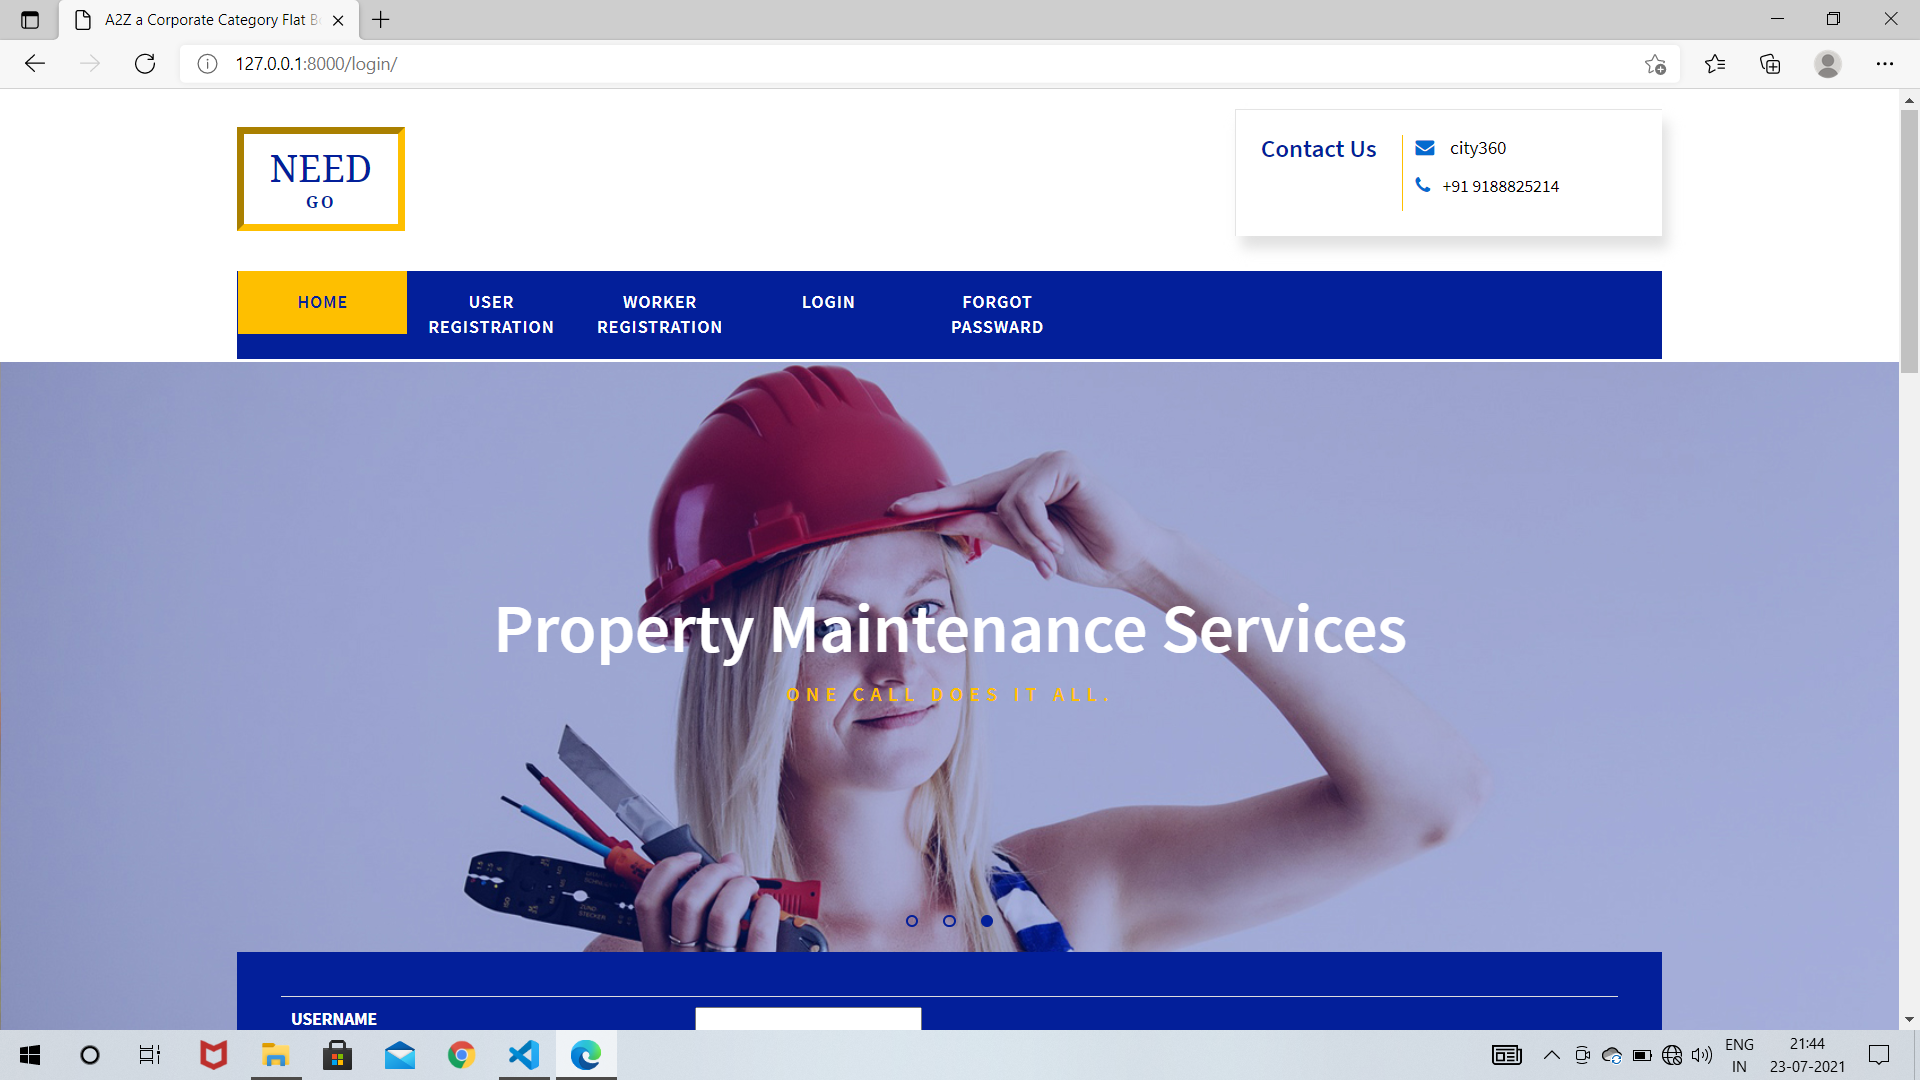 A2Z a Corporate Category Flat B
127.0.0.1:8000/login/
NEED
GO
Contact Us
city360
+91 9188825214
HOME
USER
REGISTRATION
WORKER
REGISTRATION
LOGIN
FORGOT
PASSWARD
Property Maintenance Services
ONE CALL DOES IT ALL.
USERNAME
ENG
IN
21:44
23-07-2021